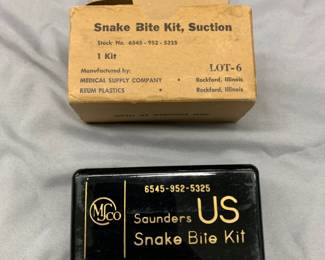 Snake Bite Kit, Suction
Stock No. 6545-952-5325
1 Kit
LOT-6
Manufactured by:
MEDICAL SUPPLY COMPANY • Rockford, Illinois
REUM PLASTICS • Rockford, Illinois
6545-952-5325
MSCO
Saunders US
Snake Bite Kit